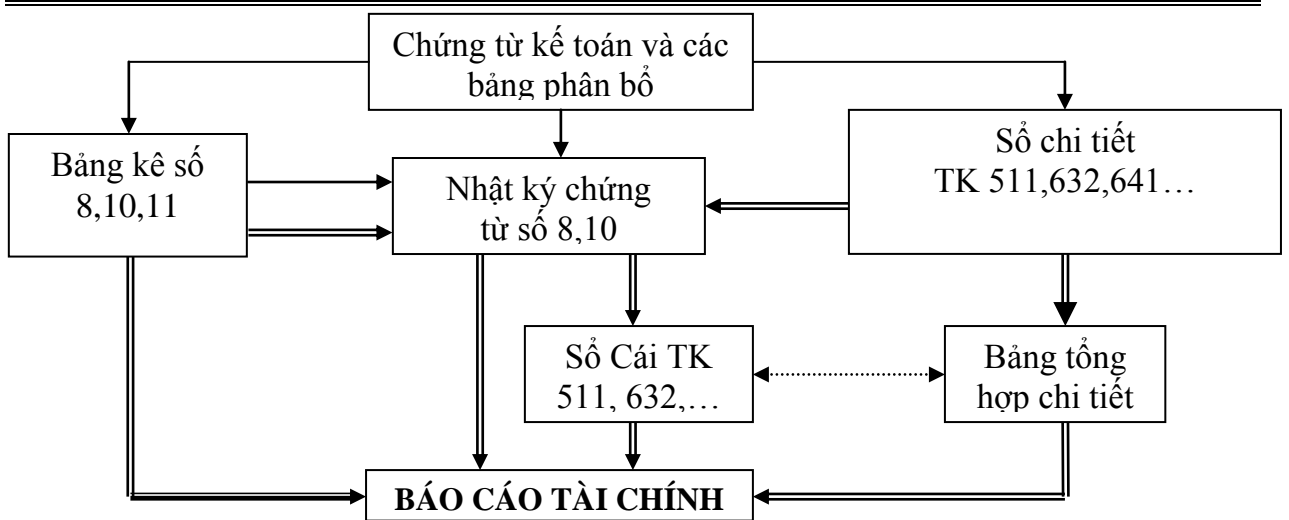 Chứng từ kế toán và các
bảng phân bổ
Bảng kê số
8,10,11
Nhật ký chứng
từ số 8,10
Sổ chi tiết
TK 511,632,641…
Sổ Cái TK
511, 632,…
Bảng tổng
hợp chi tiết
BÁO CÁO TÀI CHÍNH